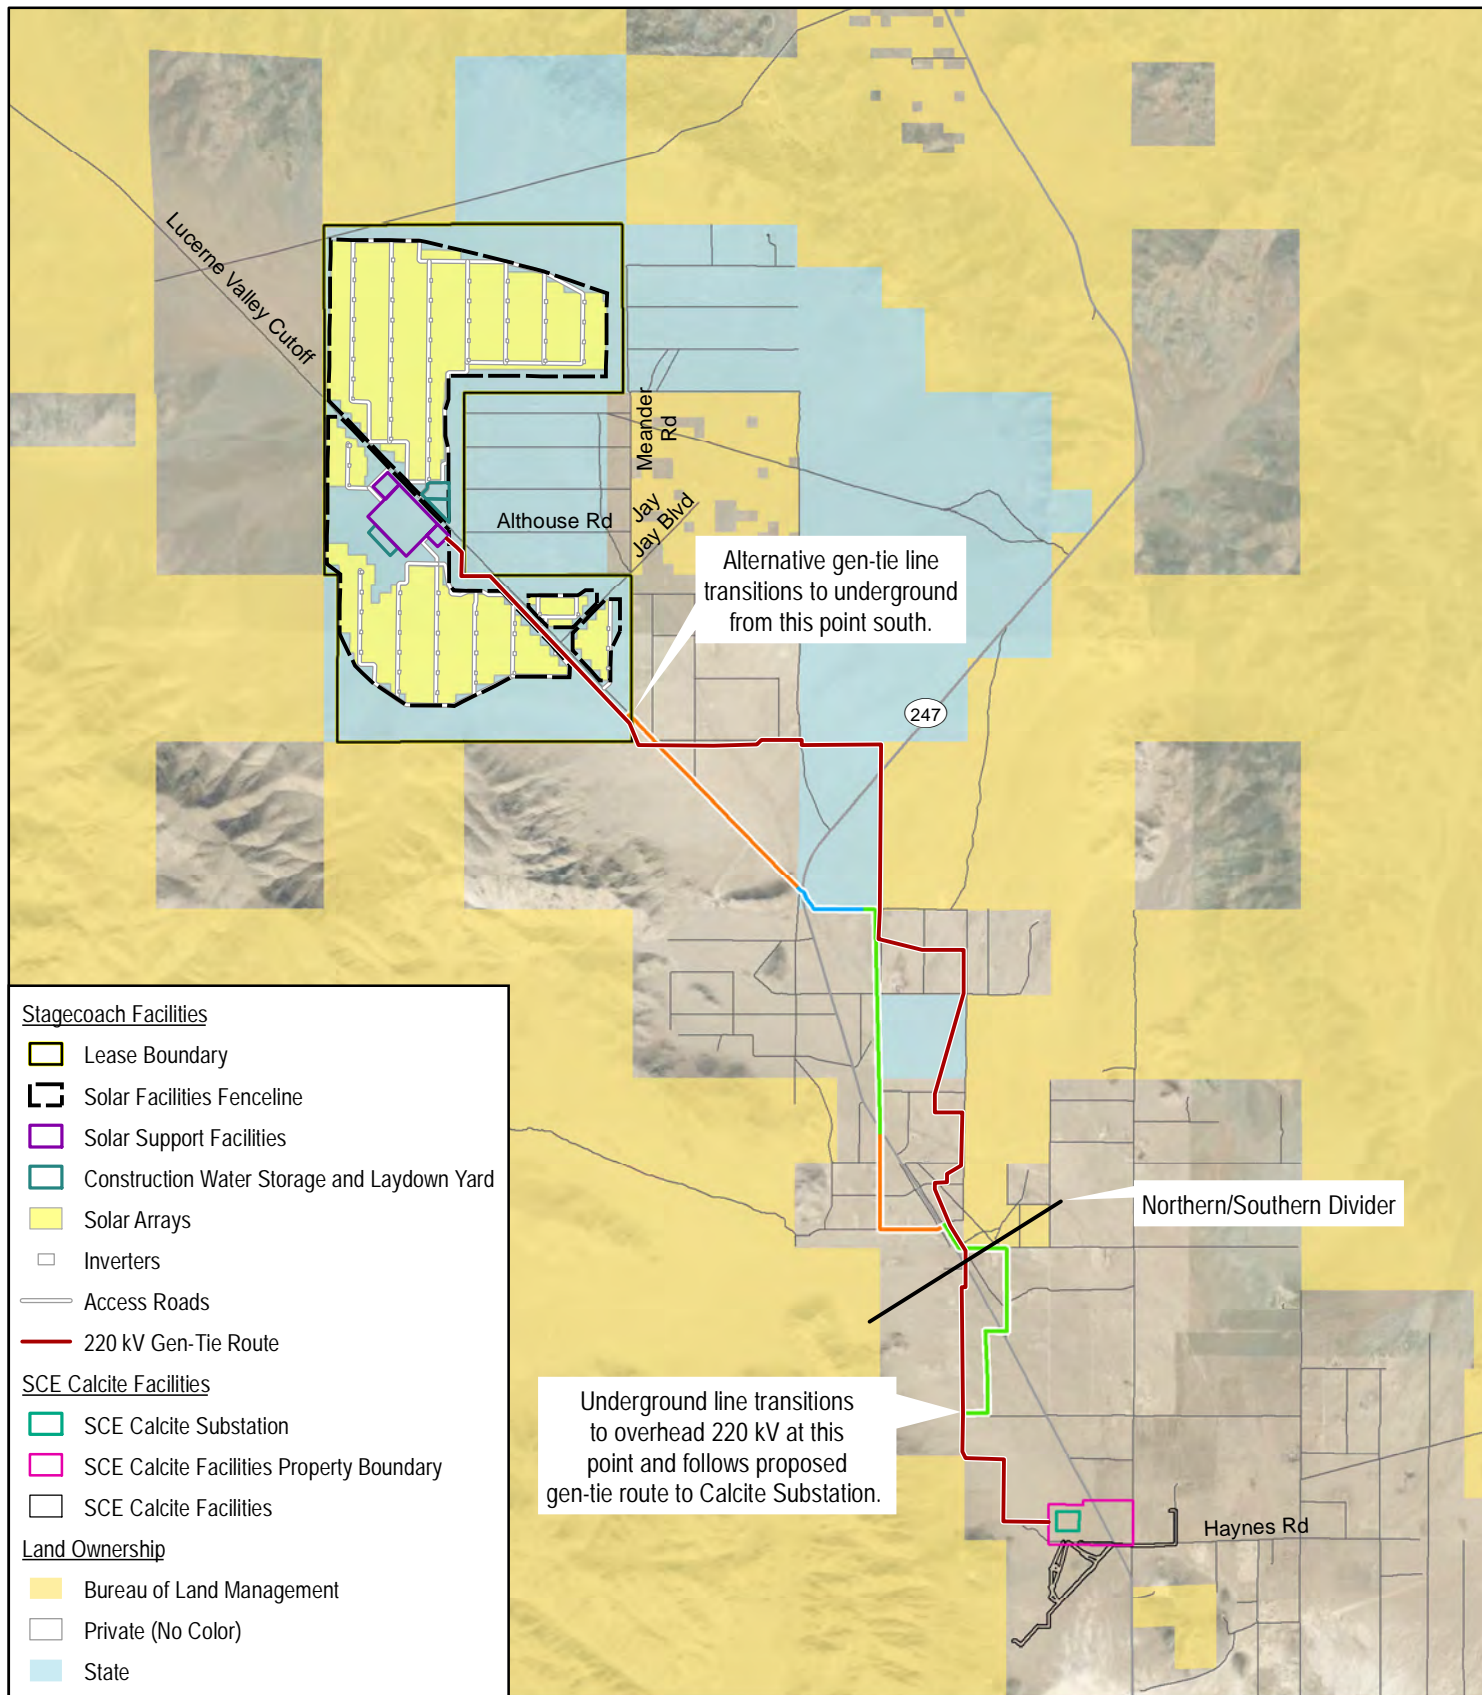 Lucerne Valley Cutoff
Meander
Rd
Althouse Rd
Jay
Jay Blvd
Alternative gen-tie line
transitions to underground
from this point south.
247
Northern/Southern Divider
Underground line transitions
to overhead 220 kV at this
point and follows proposed
gen-tie route to Calcite Substation.
Haynes Rd
Stagecoach Facilities
Lease Boundary
Solar Facilities Fenceline
Solar Support Facilities
Construction Water Storage and Laydown Yard
Solar Arrays
Inverters
Access Roads
220 kV Gen-Tie Route
SCE Calcite Facilities
SCE Calcite Substation
SCE Calcite Facilities Property Boundary
SCE Calcite Facilities
Land Ownership
Bureau of Land Management
Private (No Color)
State